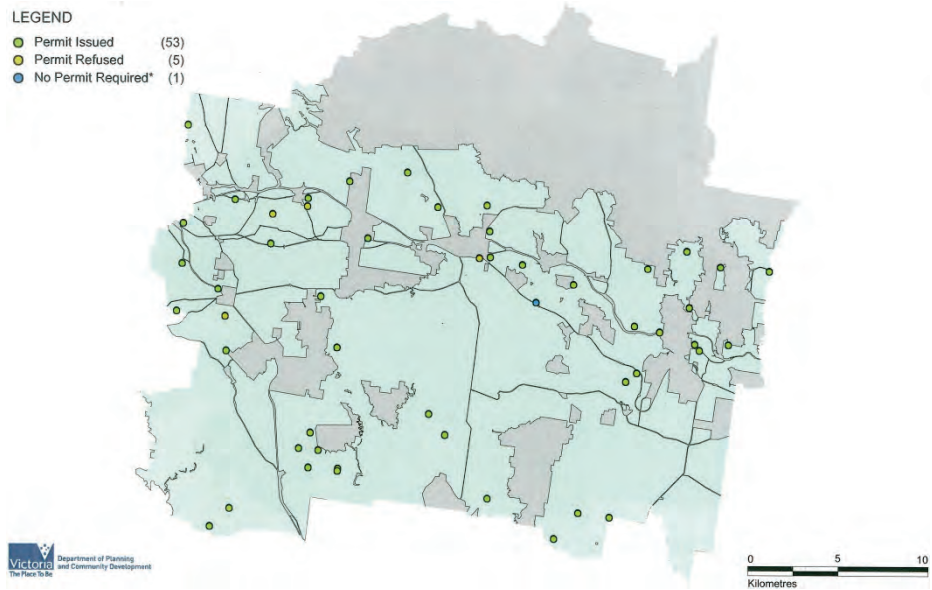 LEGEND
Permit Issued (53)
Permit Refused (5)
No Permit Required* (1)
Victoria
The Place To Be
Department of Planning
and Community Development
0 5 10
Kilometres